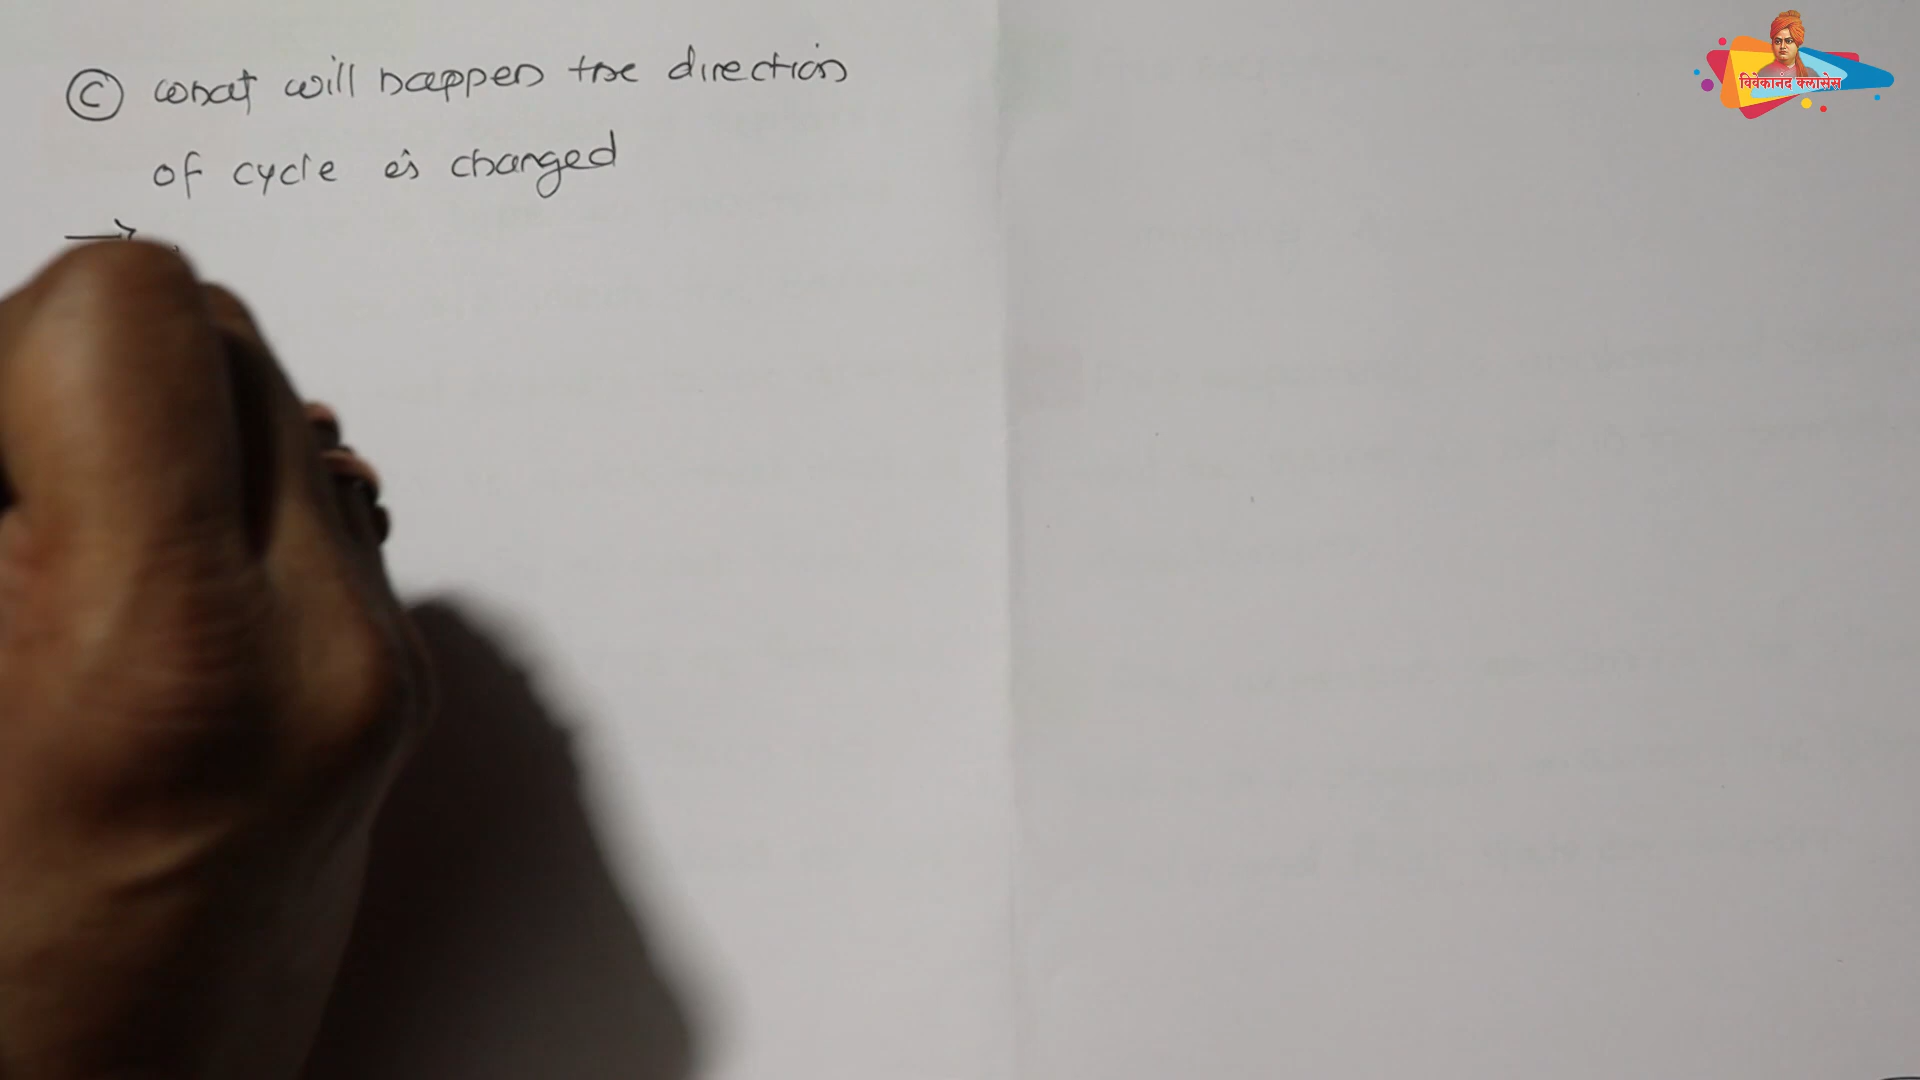 Ⓒ what will happen the direction
of cycle is changed
→
विवेकानंद क्लासेस